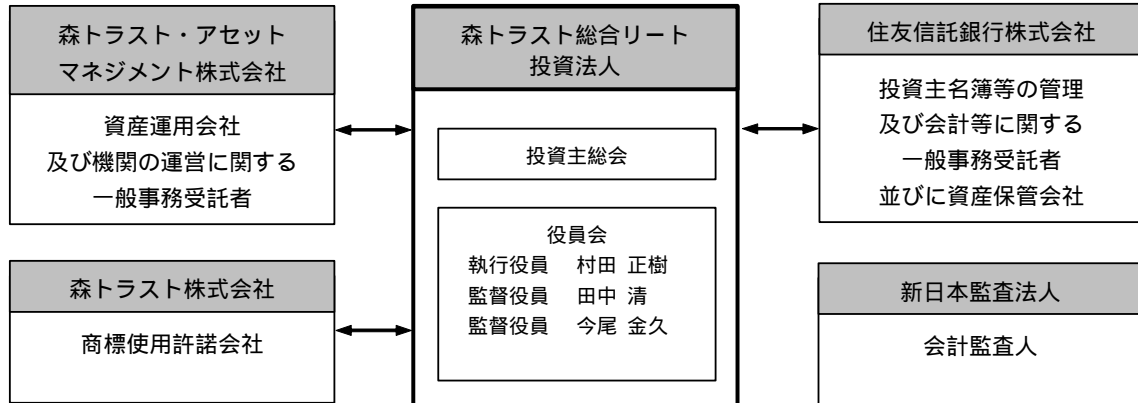 森トラスト・アセット
マネジメント株式会社
資産運用会社
及び機関の運営に関する
一般事務受託者
森トラスト株式会社
商標使用許諾会社
森トラスト総合リート
投資法人
投資主総会
役員会
執行役員 村田 正樹
監督役員 田中 清
監督役員 今尾 金久
住友信託銀行株式会社
投資主名簿等の管理
及び会計等に関する
一般事務受託者
並びに資産保管会社
新日本監査法人
会計監査人